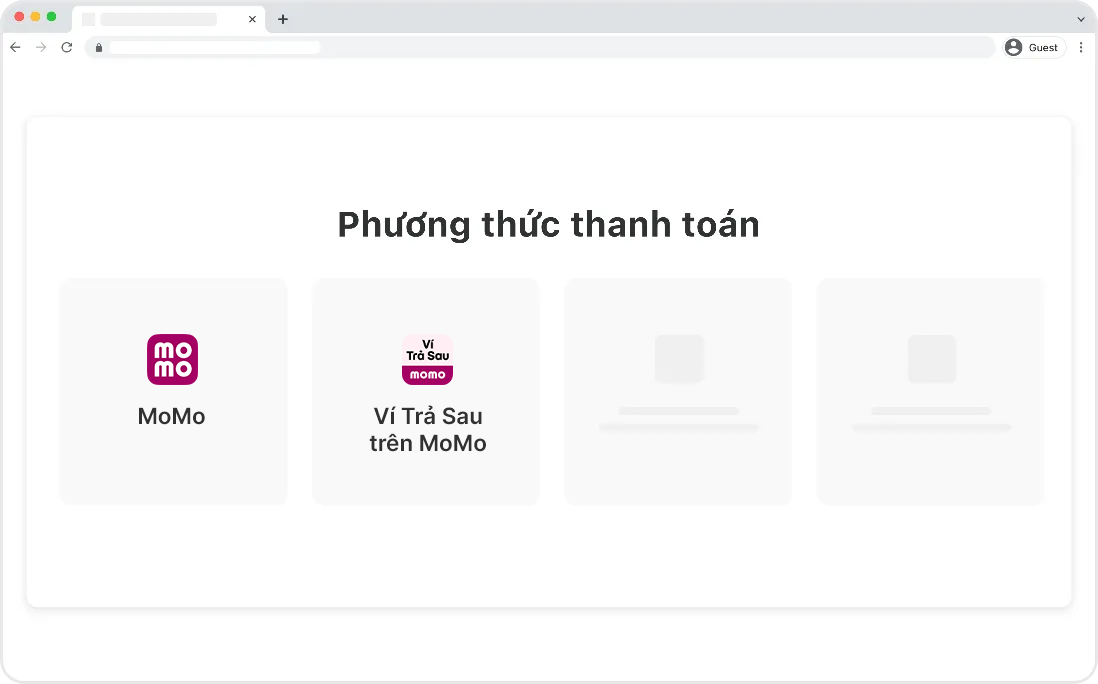 Guest
Phương thức thanh toán
mo
mo
MoMo
Ví
Trả Sau
momo
Ví Trả Sau
trên MoMo